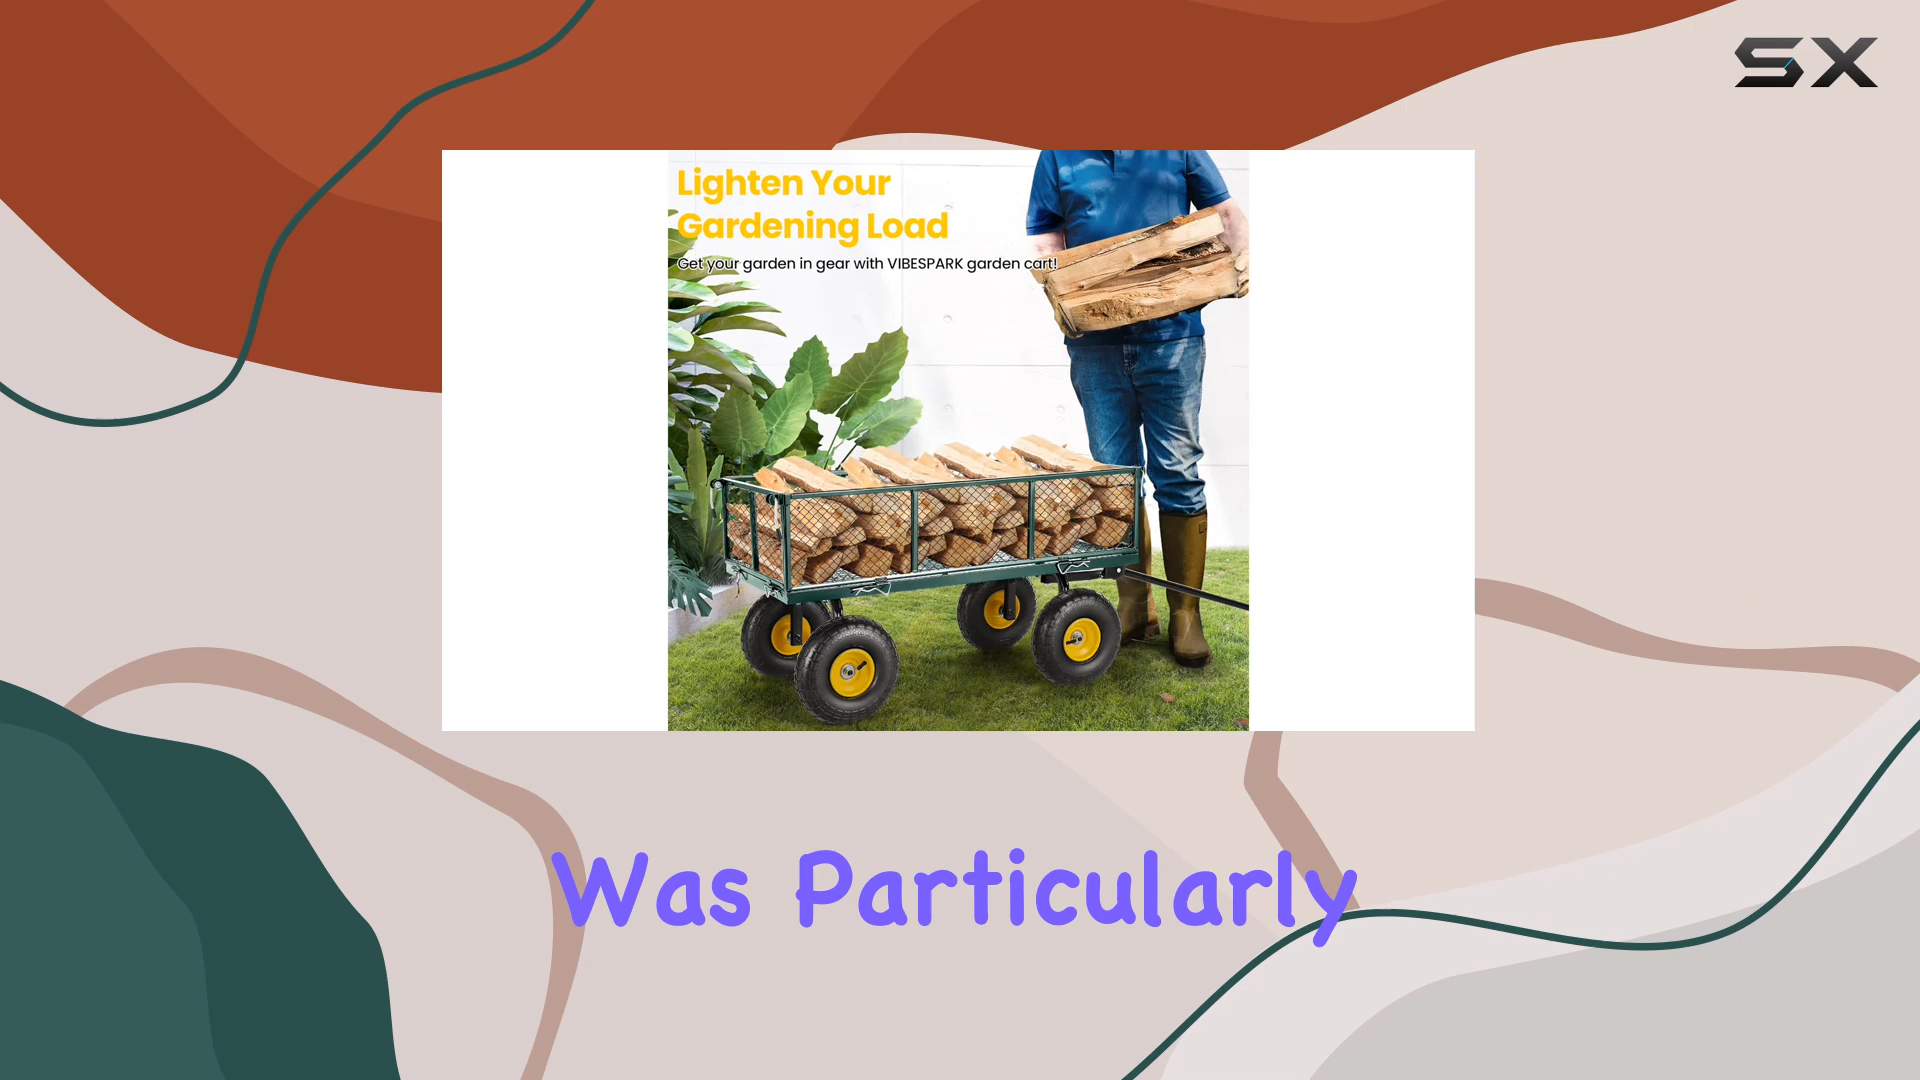 SX
Lighten Your
Gardening Load
Get your garden in gear with VIBESPARK garden cart!
Was Particularly